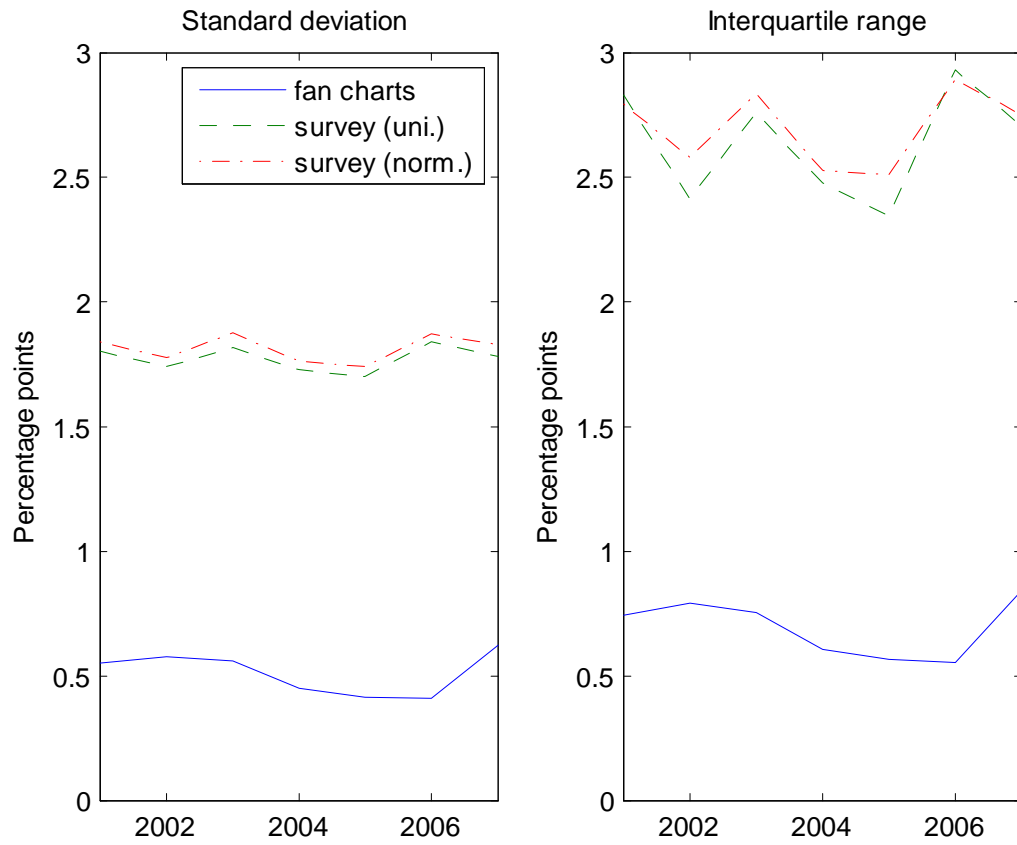 Standard deviation
Interquartile range
fan charts
survey (uni.)
survey (norm.)
Percentage points
3
2.5
2
1.5
1
0.5
0
2002
2004
2006
Percentage points
3
2.5
2
1.5
1
0.5
0
2002
2004
2006